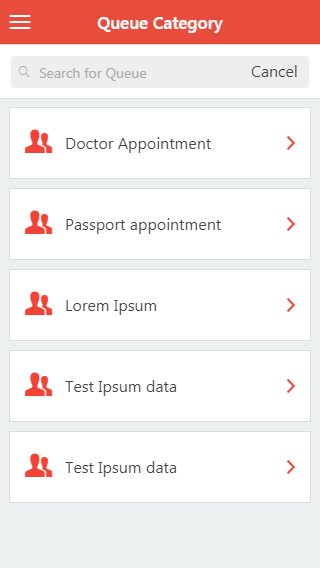 Queue Category
Search for Queue Cancel
Doctor Appointment
Passport appointment
Lorem Ipsum
Test Ipsum data
Test Ipsum data